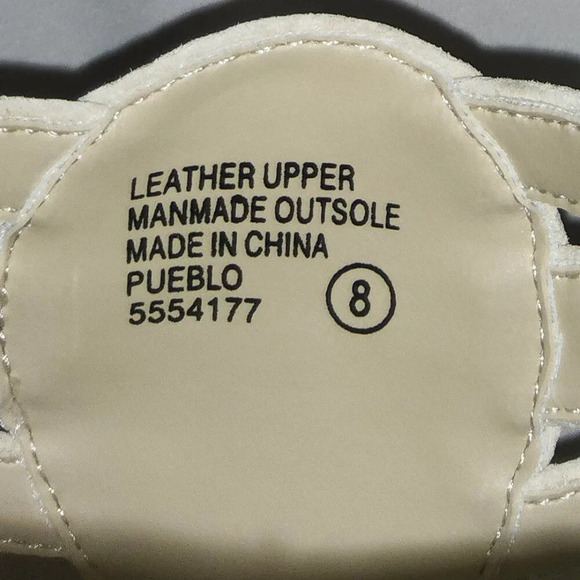 LEATHER UPPER
MANMADE OUTSOLE
MADE IN CHINA
PUEBLO
5554177 8